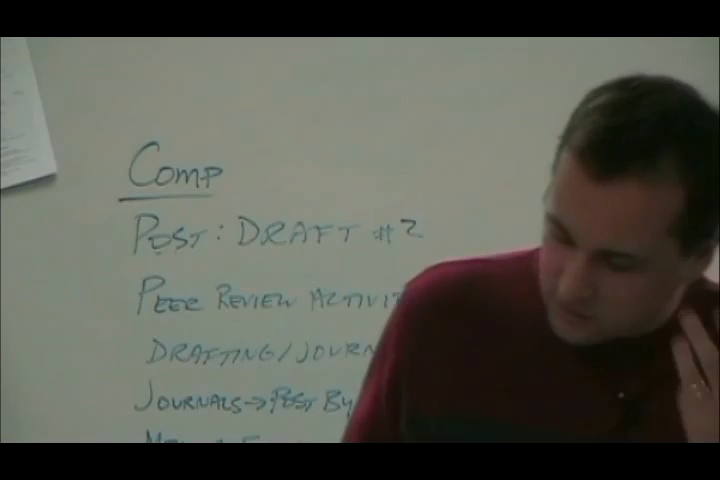 Comp
POST: DRAFT #2
PEER REVIEW ACTIVIT
DRAFTING/JOURN
JOURNALS→POST BY